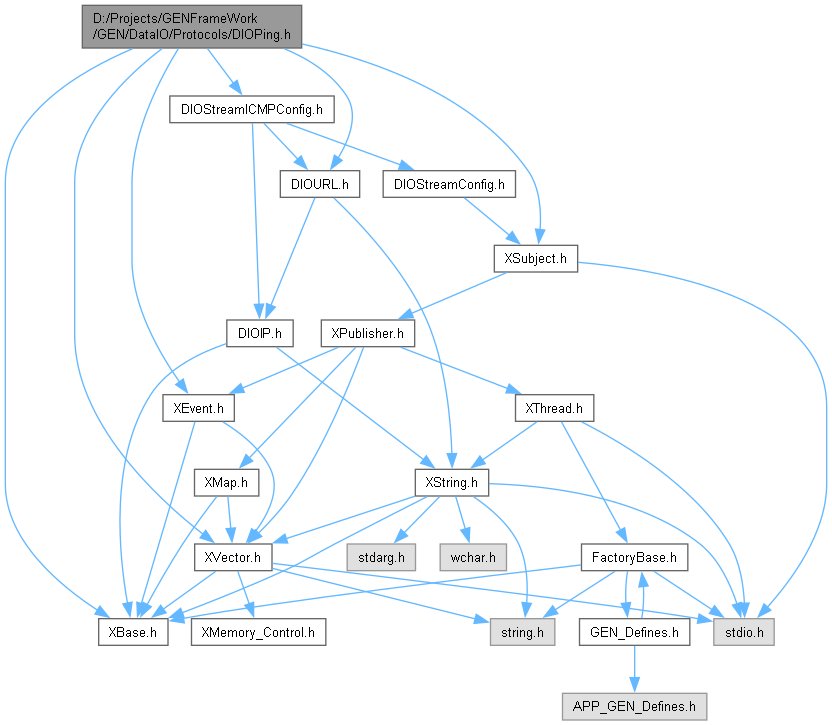 D:/Projects/GENFrameWork
/GEN/DataIO/Protocols/DIOPing.h
DIOStreamICMPConfig.h
DIOURL.h
DIOStreamConfig.h
XSubject.h
DIOIP.h
XPublisher.h
XEvent.h
XThread.h
XMap.h
XString.h
XVector.h
stdarg.h
wchar.h
FactoryBase.h
XBase.h
XMemory_Control.h
string.h
GEN_Defines.h
stdio.h
APP_GEN_Defines.h